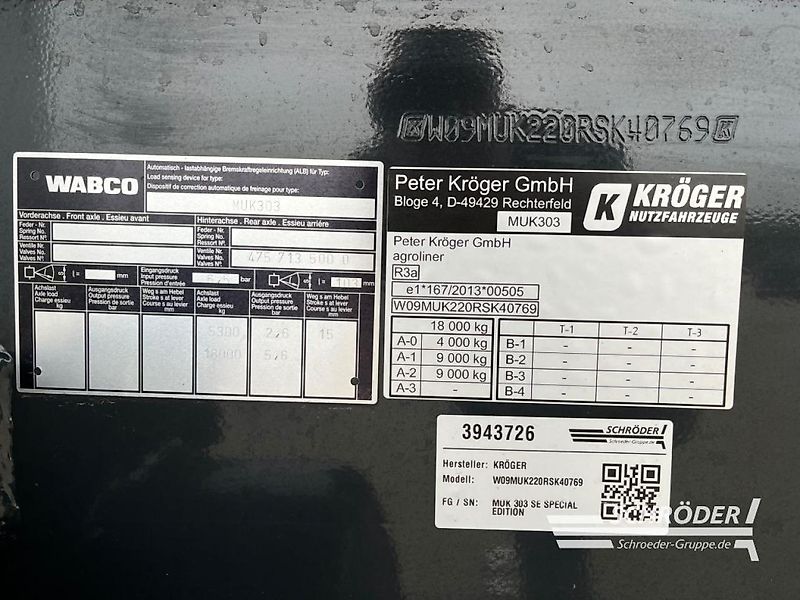 W09MUK220RSK40769
WABCO
Automatisch - lastabhängige Bremskraftregeleinrichtung (ALB) für Typ:
Load sensing device for type:
Dispositif de correction automatique de freinage pour type:
MUK303
Vorderachse . Front axle . Essieu avant
Hinterachse . Rear axle . Essieu arrière
Feder - Nr.
Spring No.
Ressort N°.
Feder - Nr.
Spring No.
Ressort N°.
Ventile Nr.
Valves No.
Valves N°.
Ventile Nr.
Valves No.
Valves N°.
475 713 500 0
l =
Eingangsdruck
Input pressure
Pression d'entrée
6,5 bar
l = 103 mm
Achslast
Axle load
Charge essieu
kg
Ausgangsdruck
Output pressure
Pression de sortie
bar
Weg s am Heber
Stroke s at lever
Course s au levier
mm
Achslast
Axle load
Charge essieu
kg
Ausgangsdruck
Output pressure
Pression de sortie
bar
Weg s am Heber
Stroke s at lever
Course s au levier
mm
5300 2,6 15
18000 5,6
Peter Kröger GmbH
Bloge 4, D-49429 Rechterfeld
MUK303
K KRÖGER
NUTZFAHRZEUGE
Peter Kröger GmbH
agroliner
R3a
e1*167/2013*00505
W09MUK220RSK40769
18 000 kg
A-0 4 000 kg
A-1 9 000 kg
A-2 9 000 kg
A-3 -
T-1 T-2 T-3
B-1 - - -
B-2 - - -
B-3 - - -
B-4 - - -
3943726
SCHRÖDER
Schroeder-Gruppe.de
Hersteller: KRÖGER
Modell: W09MUK220RSK40769
FG / SN: MUK 303 SE SPECIAL
EDITION
SCHRÖDER
Schroeder-Gruppe.de